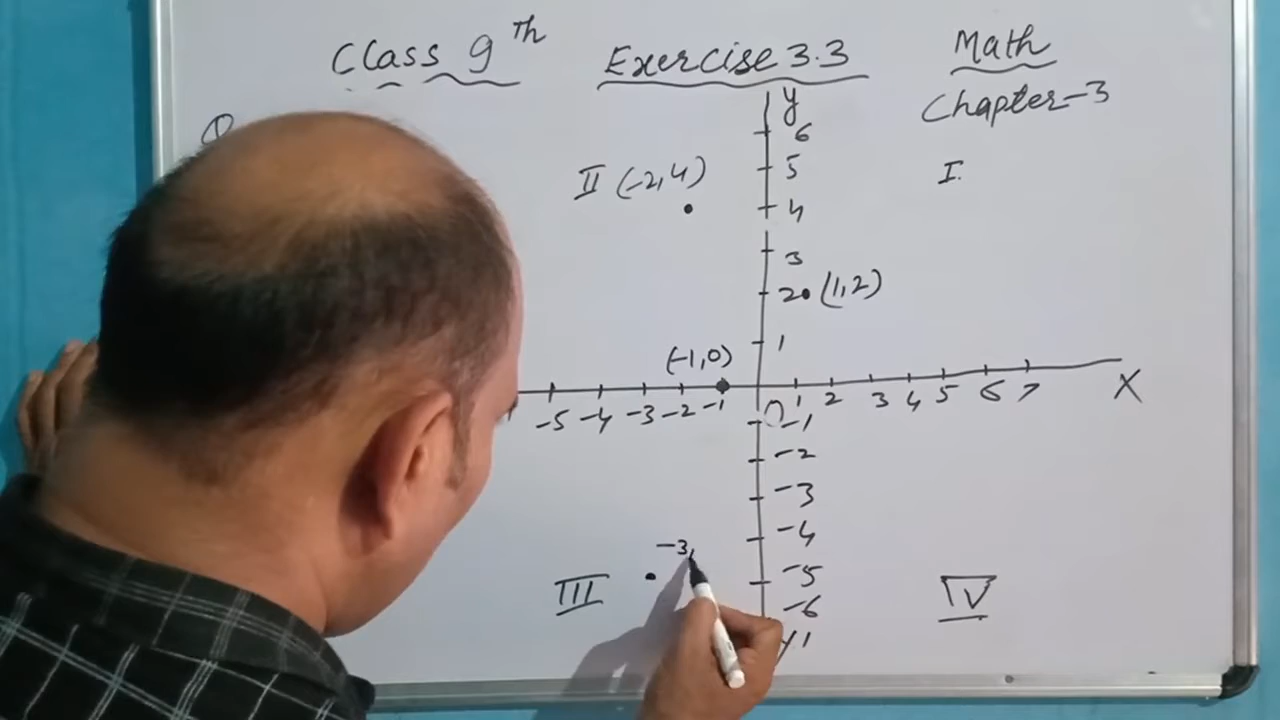 Class 9th Exercise 3.3 Math
Chapter-3
Q
y
6
II (-2,4) 5 I.
4
3
2 (1,2)
1
(-1,0)
-5 -4 -3 -2 -1 O 1 2 3 4 5 6 7 X
-1
-2
-3
-4
-3,
-5
III IV
-6
y'